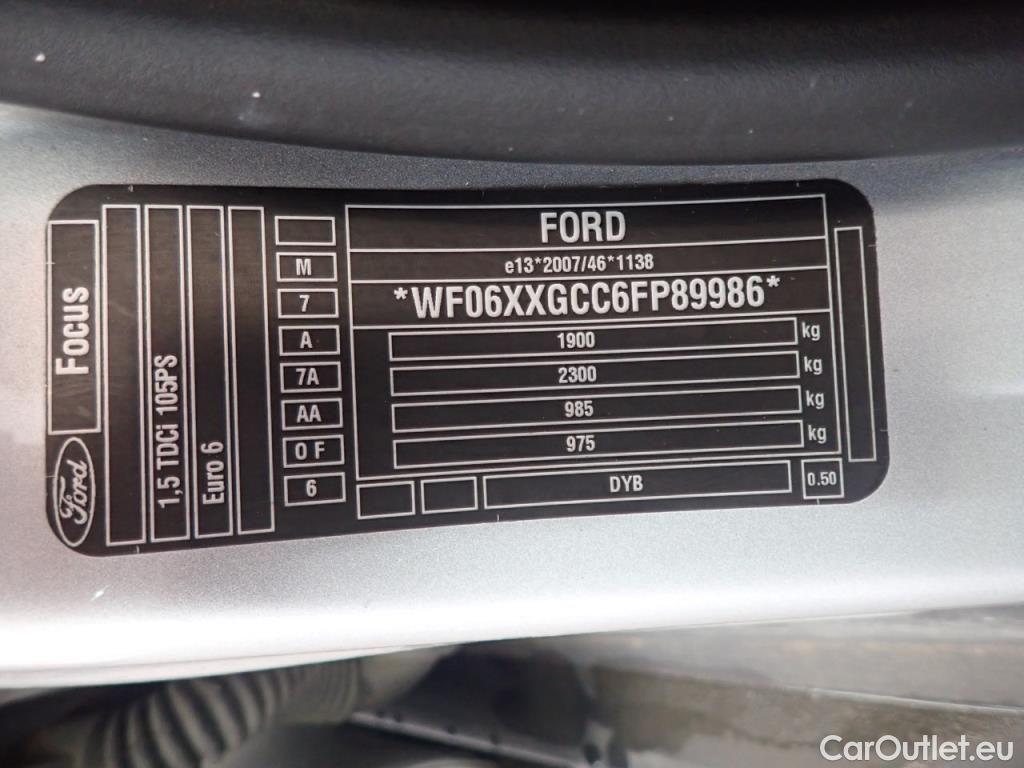 FORD
e13*2007/46*1138
*WF06XXGCC6FP89986*
1900 kg
2300 kg
985 kg
975 kg
DYB
0.50
M
7
A
7A
AA
0 F
6
Focus
1,5 TDCi 105PS
Euro 6
Ford
CarOutlet.eu